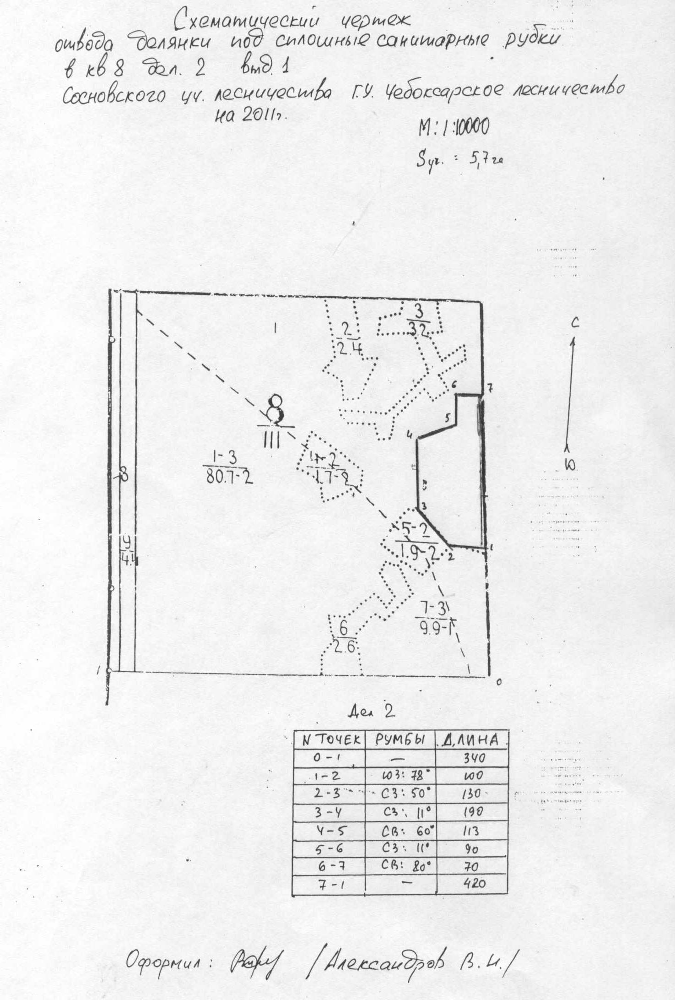 Схематический чертеж
отвода делянки под сплошные санитарные рубки
в кв 8 дел. 2 выд. 1
Сосновского уч. лесничества Г.У. Чебоксарское лесничество
на 2011г.
М: 1:10000
Sуч. = 5,7га
1
2
2.4
3
3.2
С
Ю
8
III
1-3
80.7-2
4-2
1.7-2
5-2
1.9-2
6
2.6
7-3
9.9-1
8
9
4.4
6
7
5
4
3
2
1
1
0
Дел 2
N ТОЧЕК РУМБЫ ДЛИНА
0-1 — 340
1-2 ЮЗ: 78° 100
2-3 СЗ: 50° 130
3-4 СЗ: 11° 190
4-5 СВ: 60° 113
5-6 СЗ: 11° 90
6-7 СВ: 80° 70
7-1 — 420
Оформил: /Александров В.И./